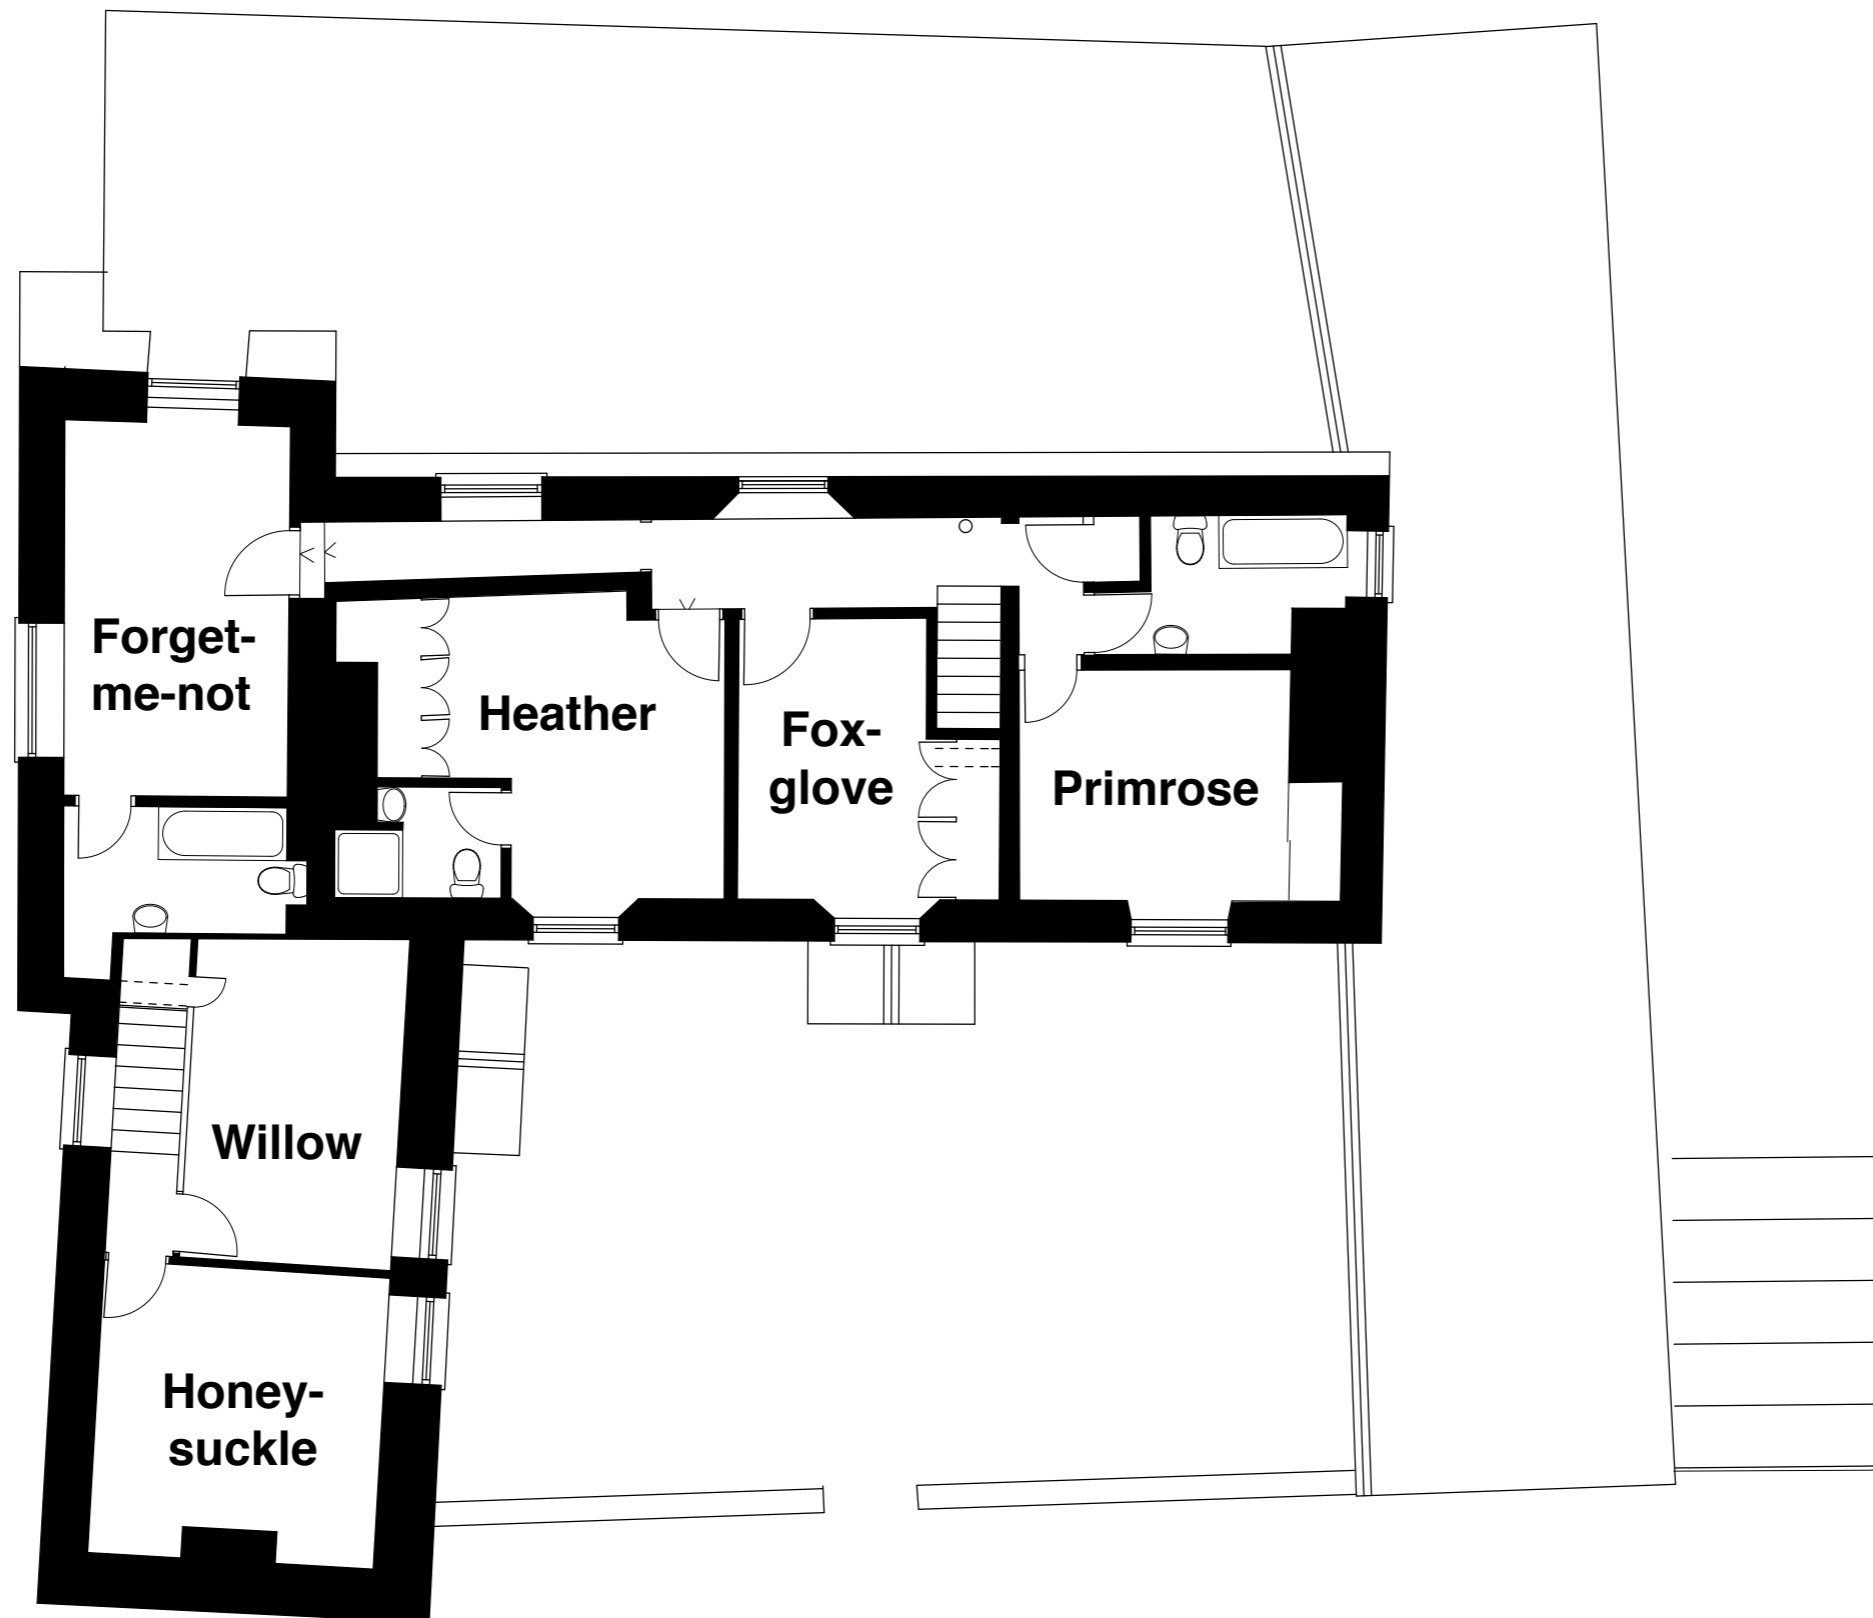 Forget-
me-not
Heather
Fox-
glove
Primrose
Willow
Honey-
suckle